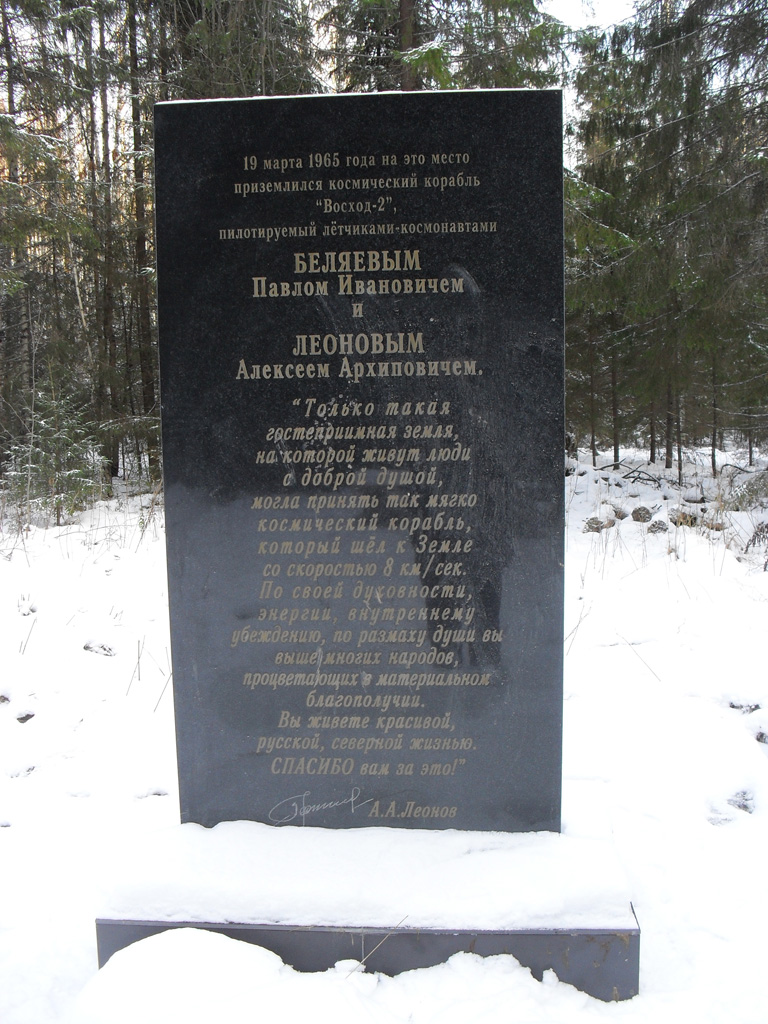 19 марта 1965 года на это место
приземлился космический корабль
“Восход-2”,
пилотируемый лётчиками-космонавтами
БЕЛЯЕВЫМ
Павлом Ивановичем
и
ЛЕОНОВЫМ
Алексеем Архиповичем.
“Только такая
гостеприимная земля,
на которой живут люди
с доброй душой,
могла принять так мягко
космический корабль,
который шёл к Земле
со скоростью 8 км/сек.
По своей духовности,
энергии, внутреннему
убеждению, по размаху души вы
выше многих народов,
процветающих в материальном
благополучии.
Вы живете красивой,
русской, северной жизнью.
СПАСИБО вам за это!”
А.А.Леонов